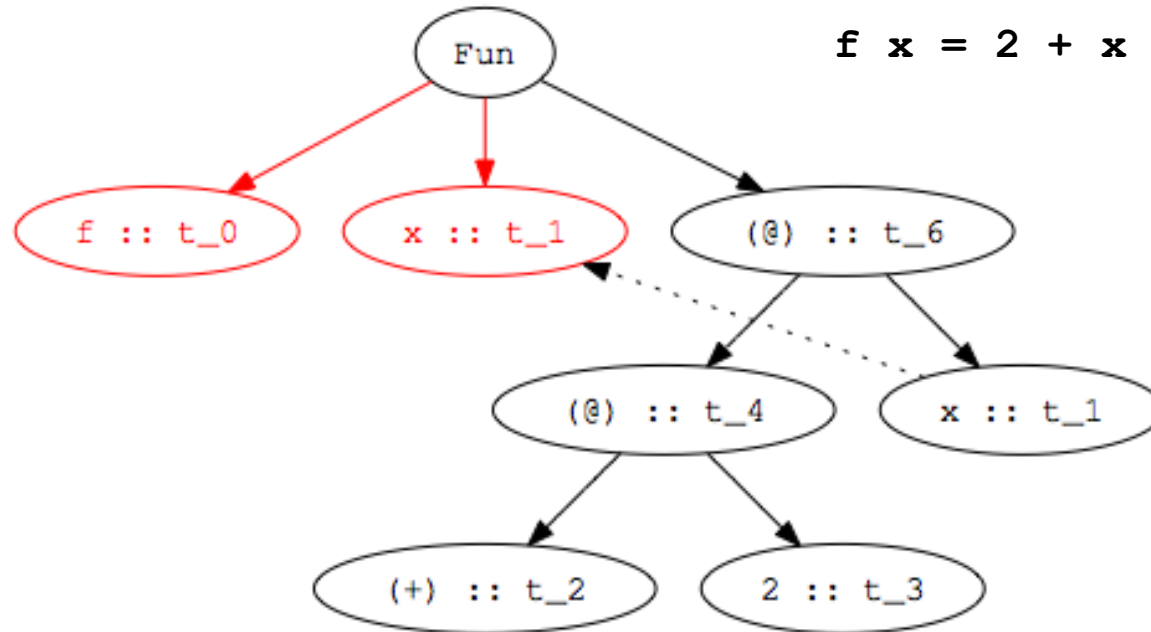 Fun
f x = 2 + x
f :: t_0
x :: t_1
(@) :: t_6
(@) :: t_4
x :: t_1
(+) :: t_2
2 :: t_3